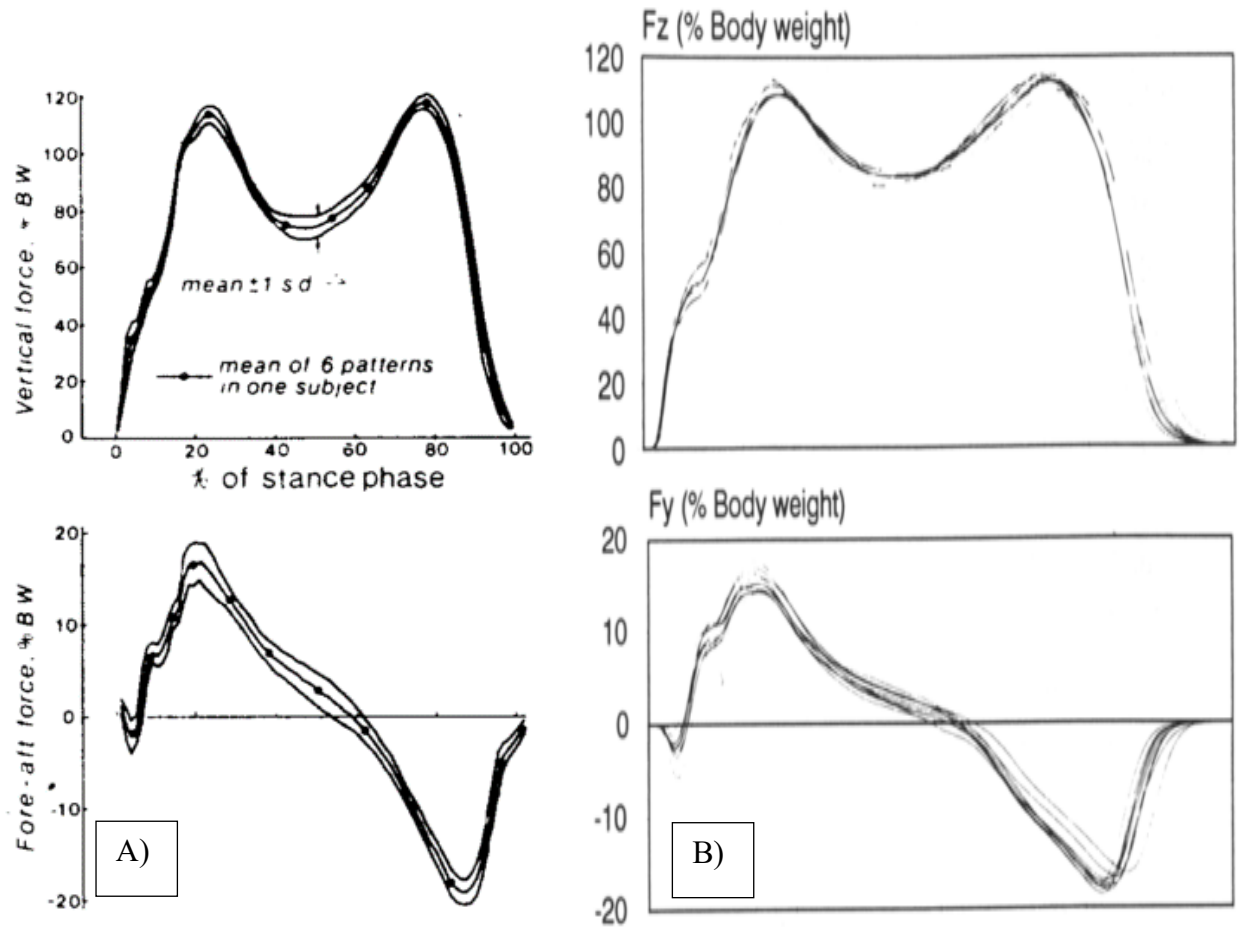 120
100
80
60
40
20
0
Vertical force. % BW
mean ±1 s d
mean of 6 patterns
in one subject
0 20 40 60 80 100
% of stance phase
20
10
0
-10
-20
Fore-aft force. % BW
A)
Fz (% Body weight)
120
100
80
60
40
20
0
Fy (% Body weight)
20
10
0
-10
-20
B)